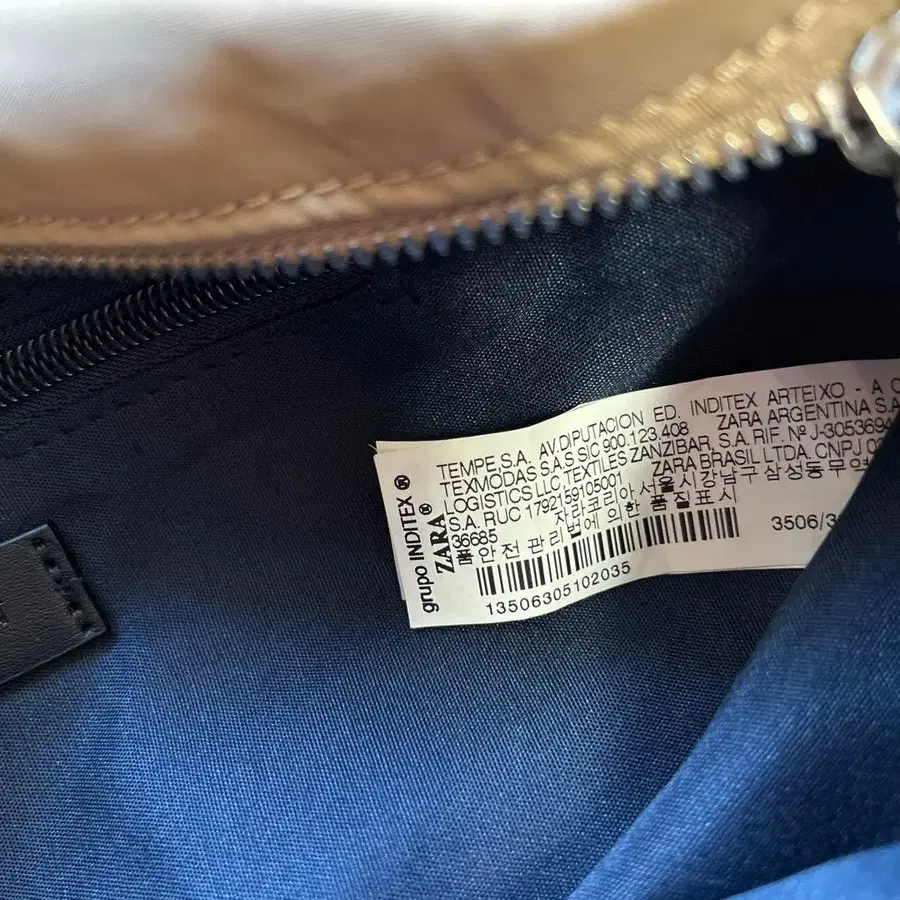 grupo INDITEX ®
ZARA®
TEMPE,S.A. AV.DIPUTACION ED. INDITEX ARTEIXO - A C
TEXMODAS S.A.S SIC 900.123.408 ZARA ARGENTINA S.A
LOGISTICS LLC,TEXTILES ZANZIBAR, S.A. RIF. Nº J-3053694
S.A. RUC 1792159105001 ZARA BRASIL LTDA. CNPJ 02
36685 자라코리아 서울시강남구삼성동무역
안전관리법에 의한 품질표시
3506/3
13506305102035